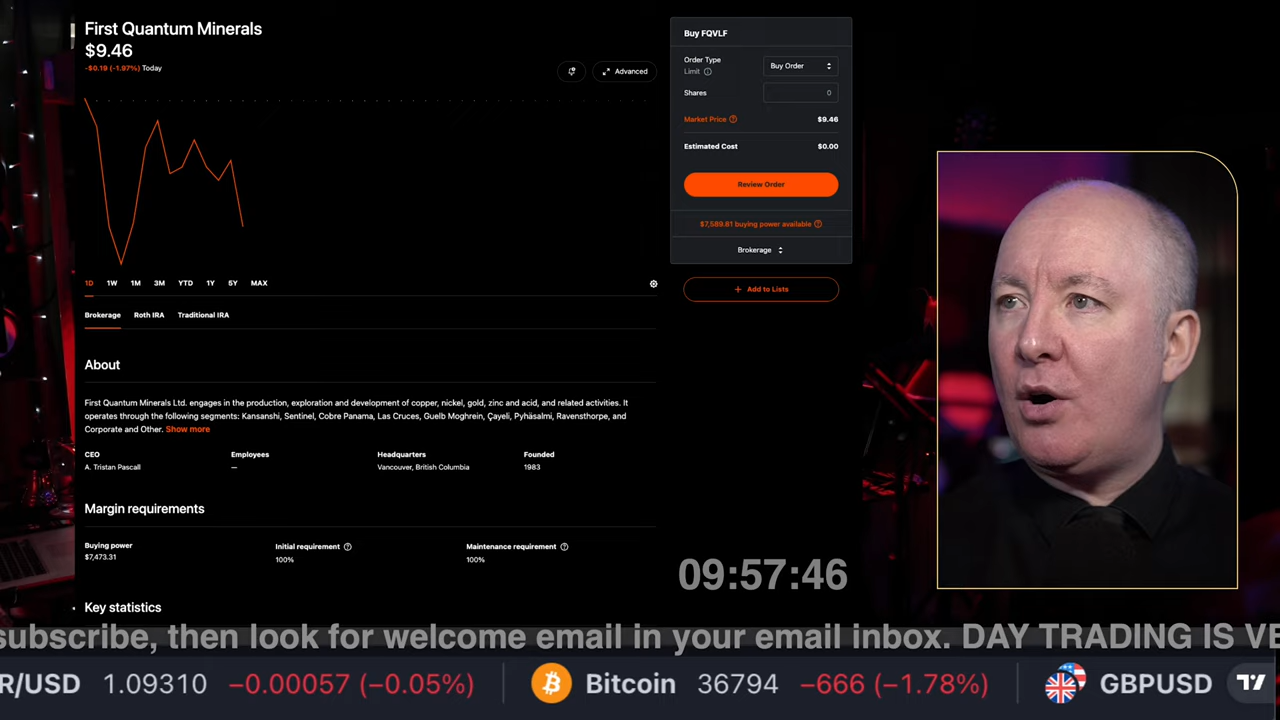 First Quantum Minerals
$9.46
-$0.19 (-1.97%) Today
Advanced
1D 1W 1M 3M YTD 1Y 5Y MAX
Brokerage Roth IRA Traditional IRA
About
First Quantum Minerals Ltd. engages in the production, exploration and development of copper, nickel, gold, zinc and acid, and related activities. It
operates through the following segments: Kansanshi, Sentinel, Cobre Panama, Las Cruces, Guelb Moghrein, Çayeli, Pyhäsalmi, Ravensthorpe, and
Corporate and Other. Show more
CEO Employees Headquarters Founded
A. Tristan Pascall — Vancouver, British Columbia 1983
Margin requirements
Buying power Initial requirement Maintenance requirement
$7,473.31 100% 100%
Key statistics
Buy FQVLF
Order Type
Limit
Buy Order
Shares 0
Market Price $9.46
Estimated Cost $0.00
Review Order
$7,589.81 buying power available
Brokerage
+ Add to Lists
09:57:46
subscribe, then look for welcome email in your email inbox. DAY TRADING IS VE
R/USD 1.09310 −0.00057 (−0.05%) Bitcoin 36794 −666 (−1.78%) GBPUSD